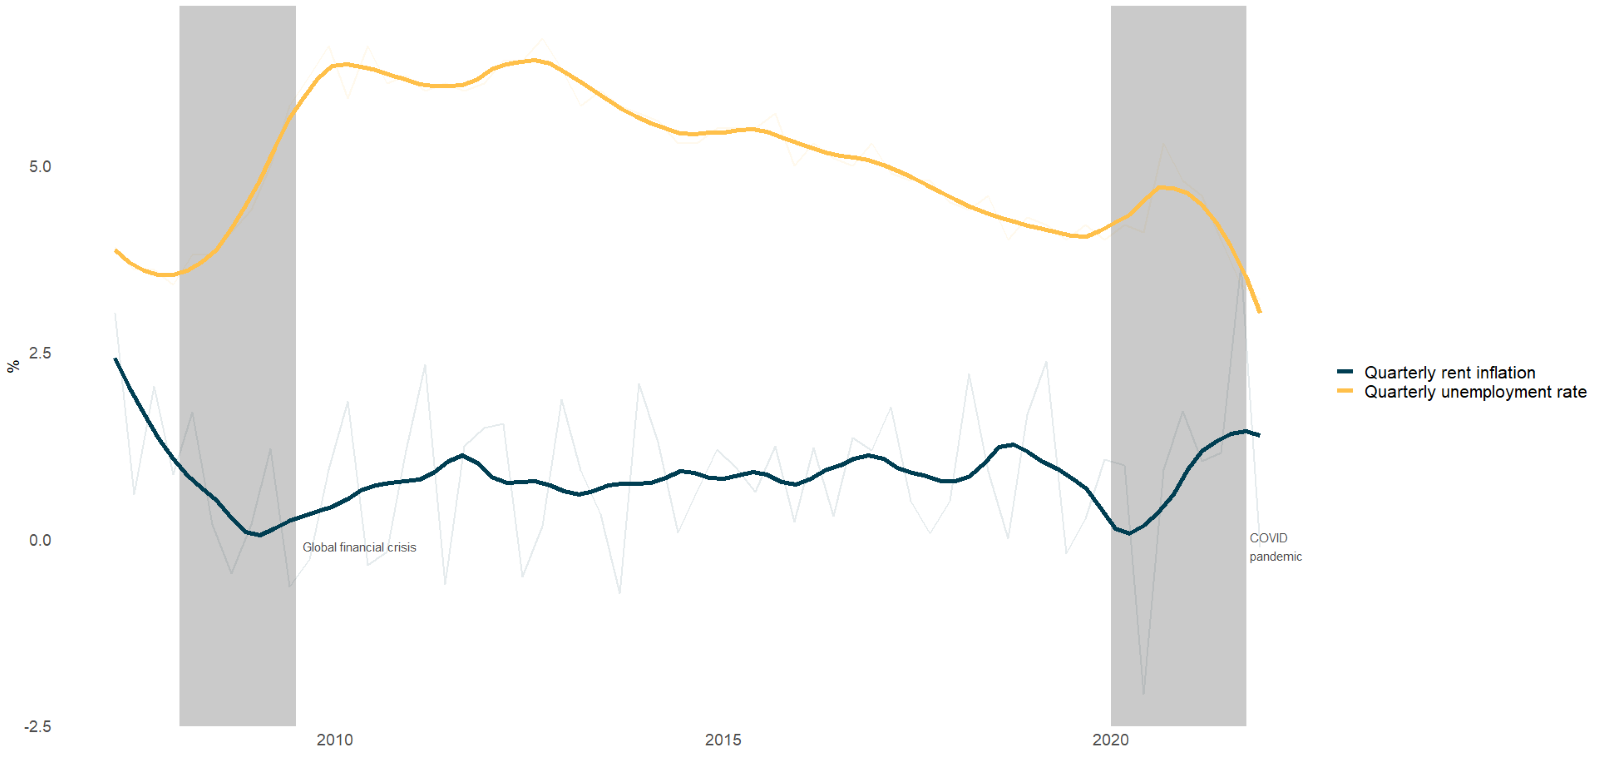 5.0
2.5
0.0
-2.5
%
2010
2015
2020
Global financial crisis
COVID
pandemic
Quarterly rent inflation
Quarterly unemployment rate